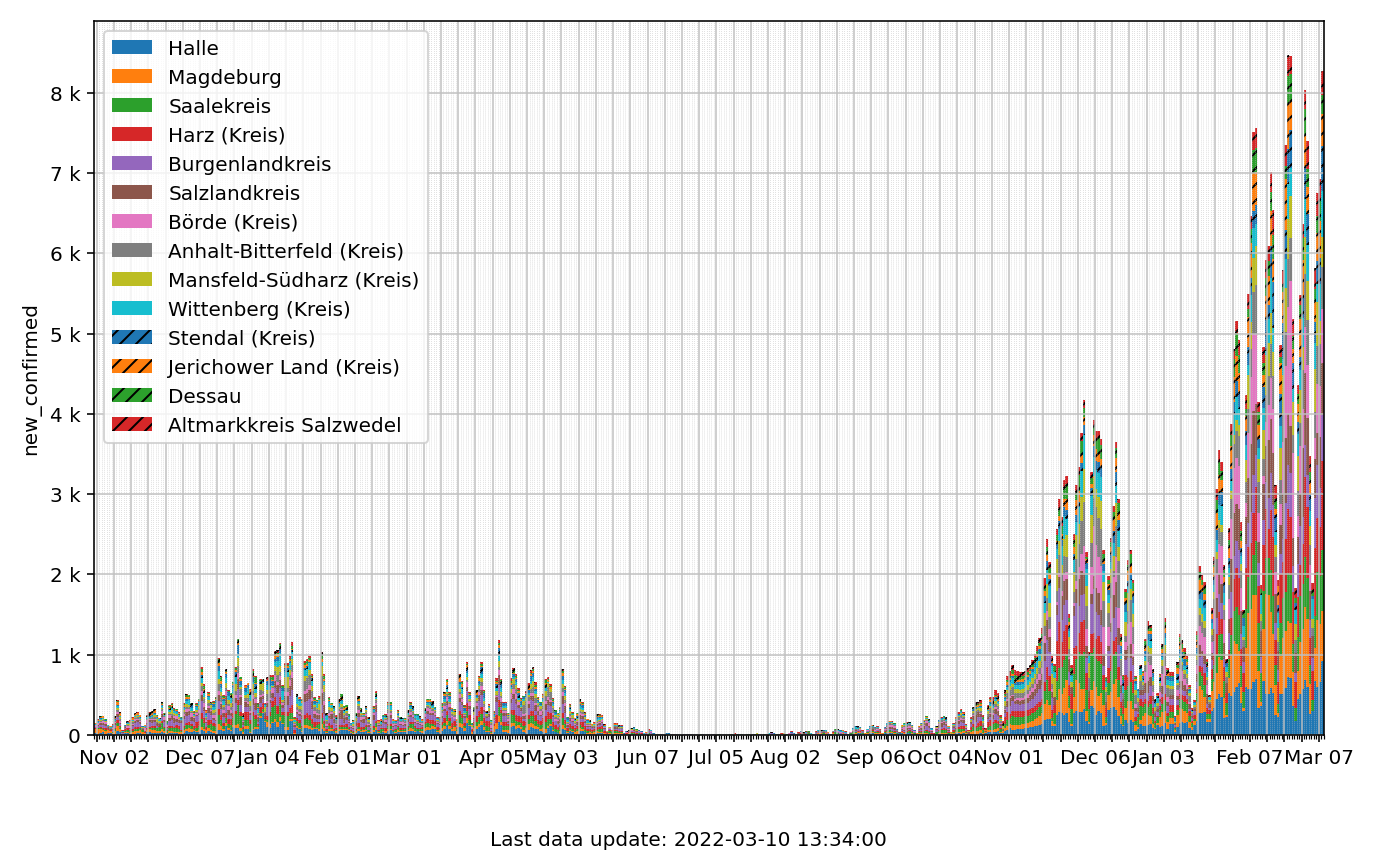 Halle
Magdeburg
Saalekreis
Harz (Kreis)
Burgenlandkreis
Salzlandkreis
Börde (Kreis)
Anhalt-Bitterfeld (Kreis)
Mansfeld-Südharz (Kreis)
Wittenberg (Kreis)
Stendal (Kreis)
Jerichower Land (Kreis)
Dessau
Altmarkkreis Salzwedel
8 k
7 k
6 k
5 k
4 k
3 k
2 k
1 k
0
new_confirmed
Nov 02 Dec 07 Jan 04 Feb 01 Mar 01 Apr 05 May 03 Jun 07 Jul 05 Aug 02 Sep 06 Oct 04 Nov 01 Dec 06 Jan 03 Feb 07 Mar 07
Last data update: 2022-03-10 13:34:00